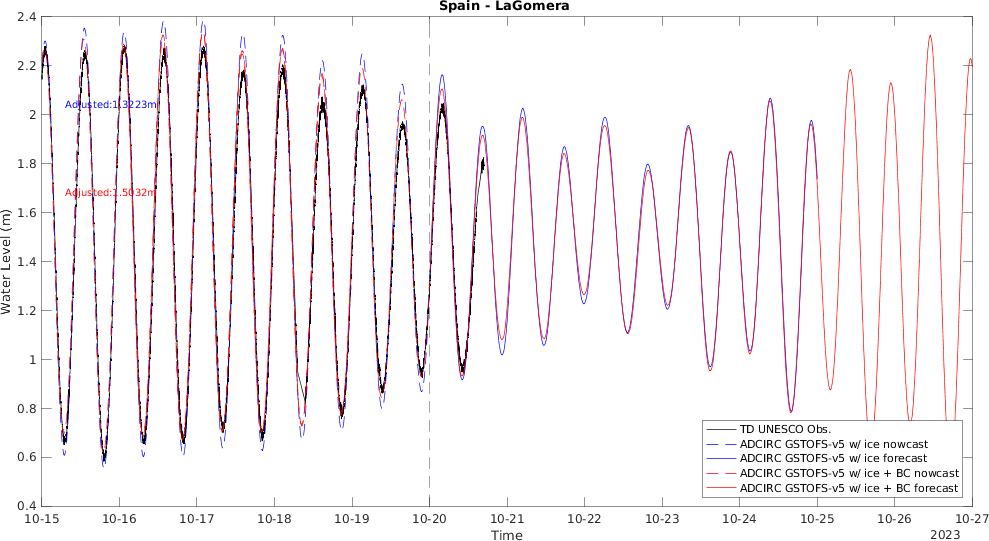 Spain - LaGomera
2.4
2.2
2
1.8
1.6
1.4
1.2
1
0.8
0.6
0.4
Water Level (m)
Adjusted:1.3223m
Adjusted:1.5032m
TD UNESCO Obs.
ADCIRC GSTOFS-v5 w/ ice nowcast
ADCIRC GSTOFS-v5 w/ ice forecast
ADCIRC GSTOFS-v5 w/ ice + BC nowcast
ADCIRC GSTOFS-v5 w/ ice + BC forecast
10-15 10-16 10-17 10-18 10-19 10-20 10-21 10-22 10-23 10-24 10-25 10-26 10-27
Time
2023